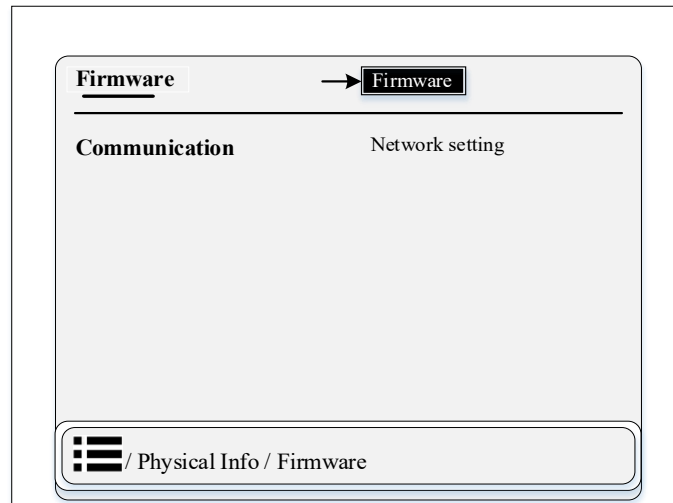 Firmware
Firmware
Communication
Network setting
/ Physical Info / Firmware